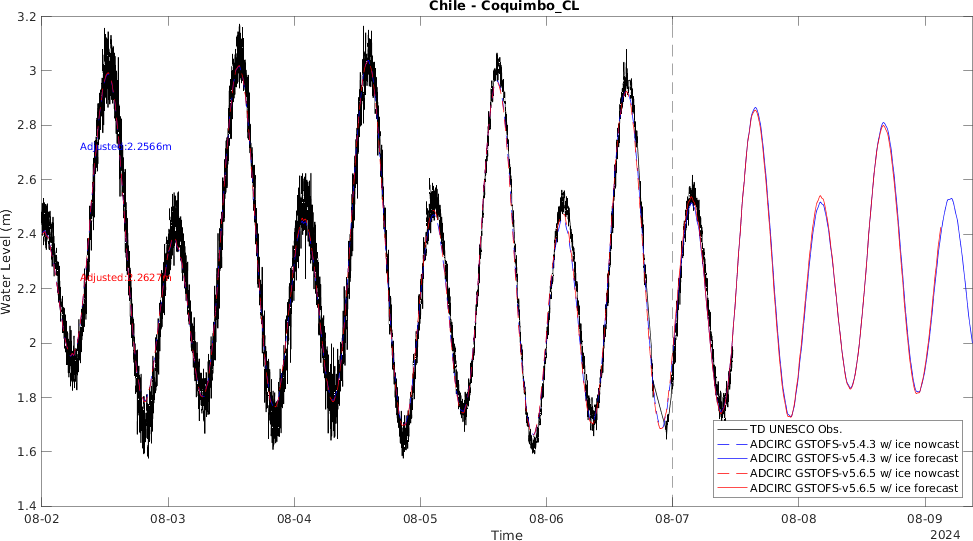 Chile - Coquimbo_CL
3.2
3
2.8
2.6
2.4
2.2
2
1.8
1.6
1.4
Water Level (m)
Adjusted:2.2566m
Adjusted:2.2627m
TD UNESCO Obs.
ADCIRC GSTOFS-v5.4.3 w/ ice nowcast
ADCIRC GSTOFS-v5.4.3 w/ ice forecast
ADCIRC GSTOFS-v5.6.5 w/ ice nowcast
ADCIRC GSTOFS-v5.6.5 w/ ice forecast
08-02 08-03 08-04 08-05 08-06 08-07 08-08 08-09
Time
2024